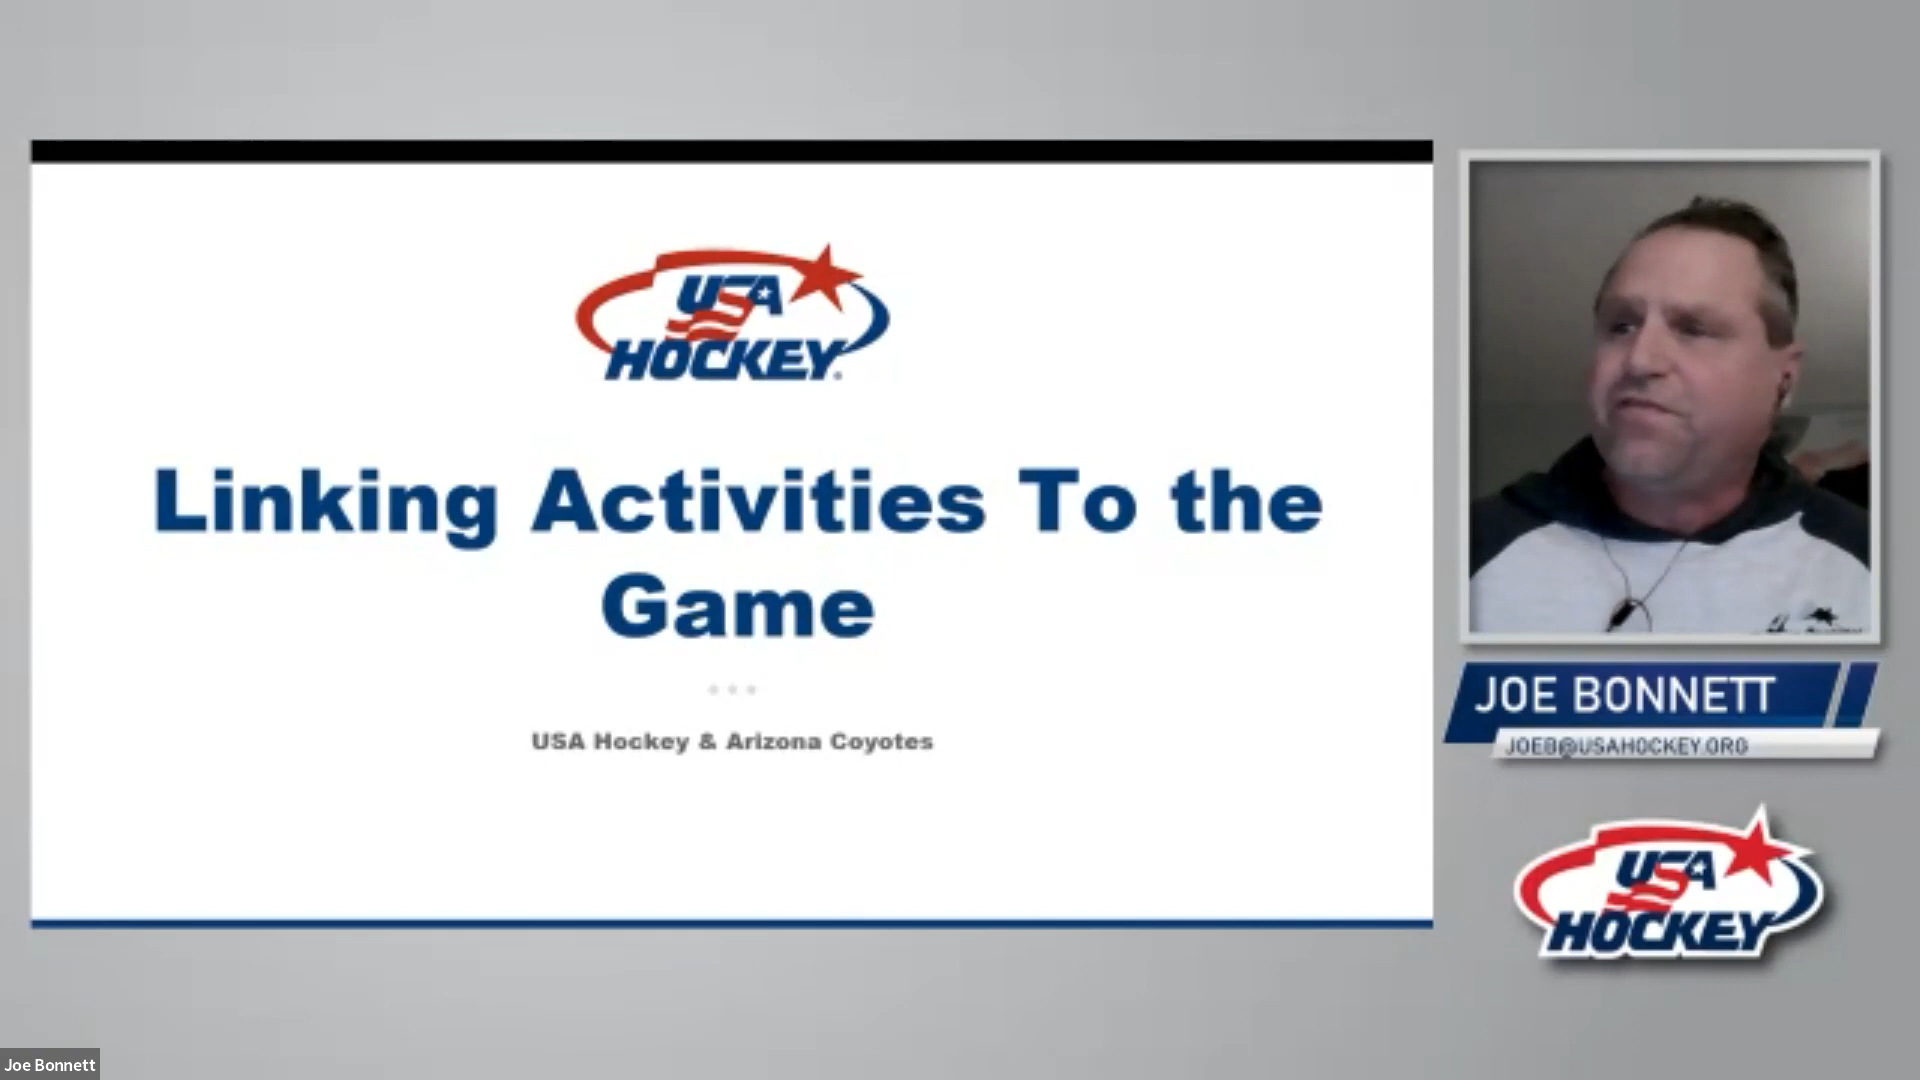 USA
HOCKEY
Linking Activities To the
Game
USA Hockey & Arizona Coyotes
JOE BONNETT
JOEB@USAHOCKEY.ORG
USA
HOCKEY
Joe Bonnett